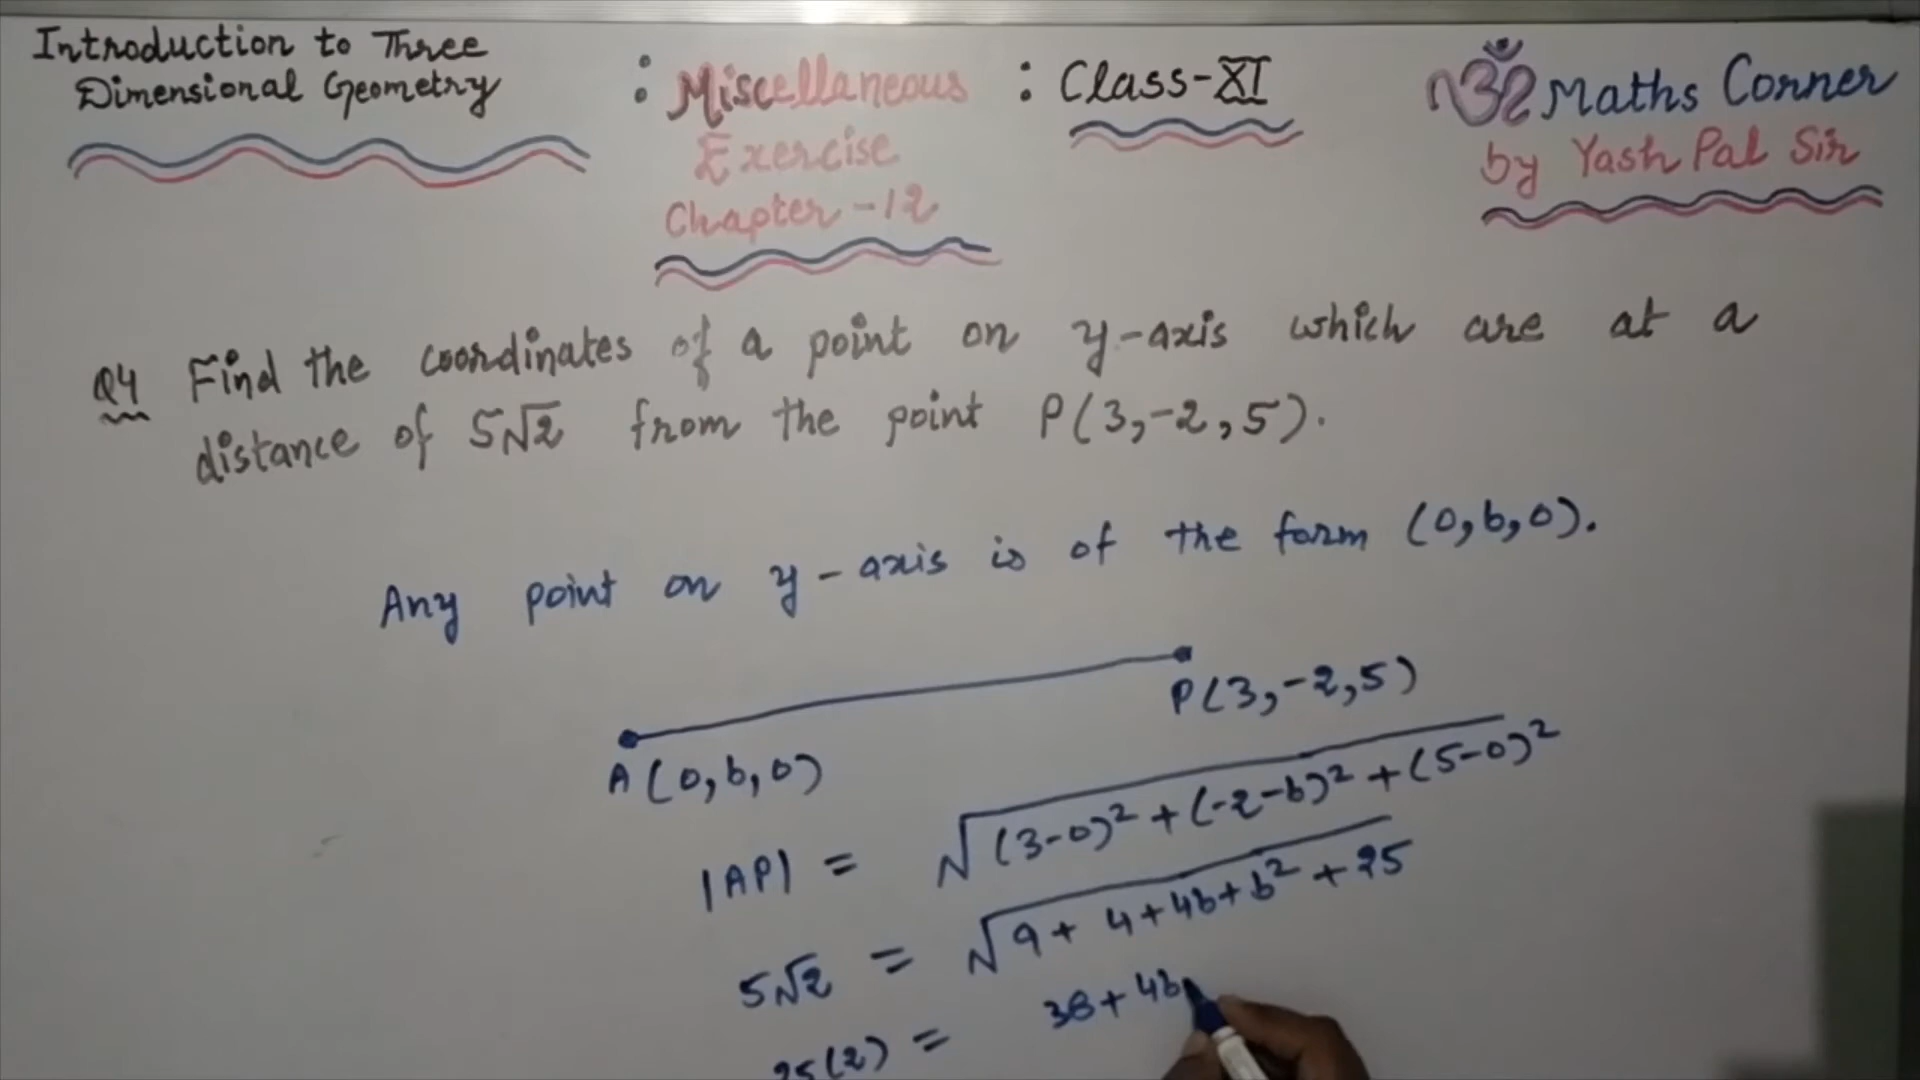 Introduction to Three
Dimensional Geometry
: Miscellaneous
Exercise
Chapter -12
: Class-XI
ॐ Maths Corner
by Yash Pal Sir
Q4 Find the coordinates of a point on y-axis which are at a
distance of 5√2 from the point P(3,-2,5).
Any point on y-axis is of the form (0,b,0).
P(3,-2,5)
A(0,b,0)
|AP| = √(3-0)²+(-2-b)²+(5-0)²
5√2 = √9+4+4b+b²+25
25(2) = 38+4b